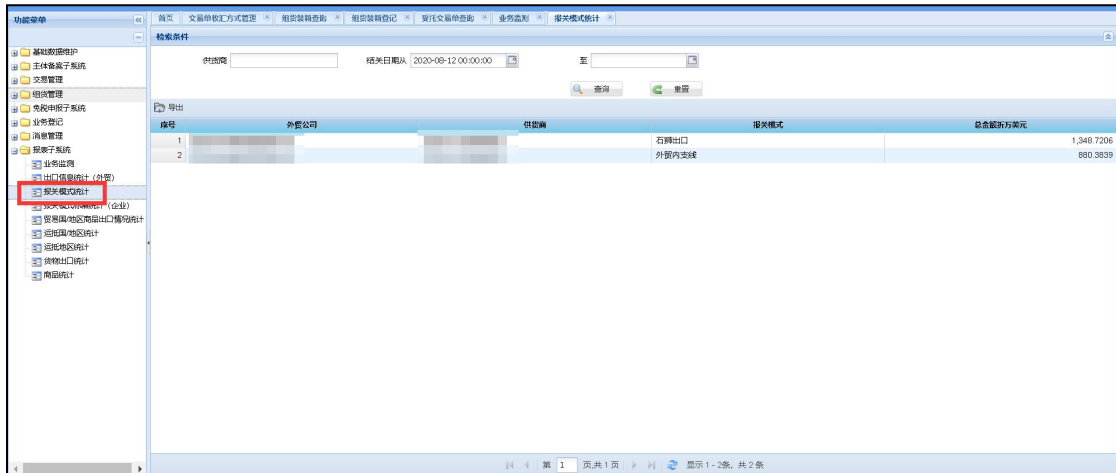 功能菜单
首页 交易单收汇方式管理 组货装箱查询 组货装箱登记 受托交易单查询 业务监测 报关模式统计
检索条件
基础数据维护
主体备案子系统
交易管理
组货管理
免税申报子系统
业务登记
消息管理
报表子系统
业务监测
出口信息统计（外贸）
报关模式统计
（企业）
贸易国/地区商品出口情况统计
运抵国/地区统计
运抵地区统计
货物出口统计
商品统计
供货商 结关日期从 2020-08-12 00:00:00 至
查询 重置
导出
序号 外贸公司 供货商 报关模式 总金额折万美元
1 石狮出口 1,348.7206
2 外贸内支线 880.3839
第 1 页,共 1 页 显示 1 - 2条, 共 2 条